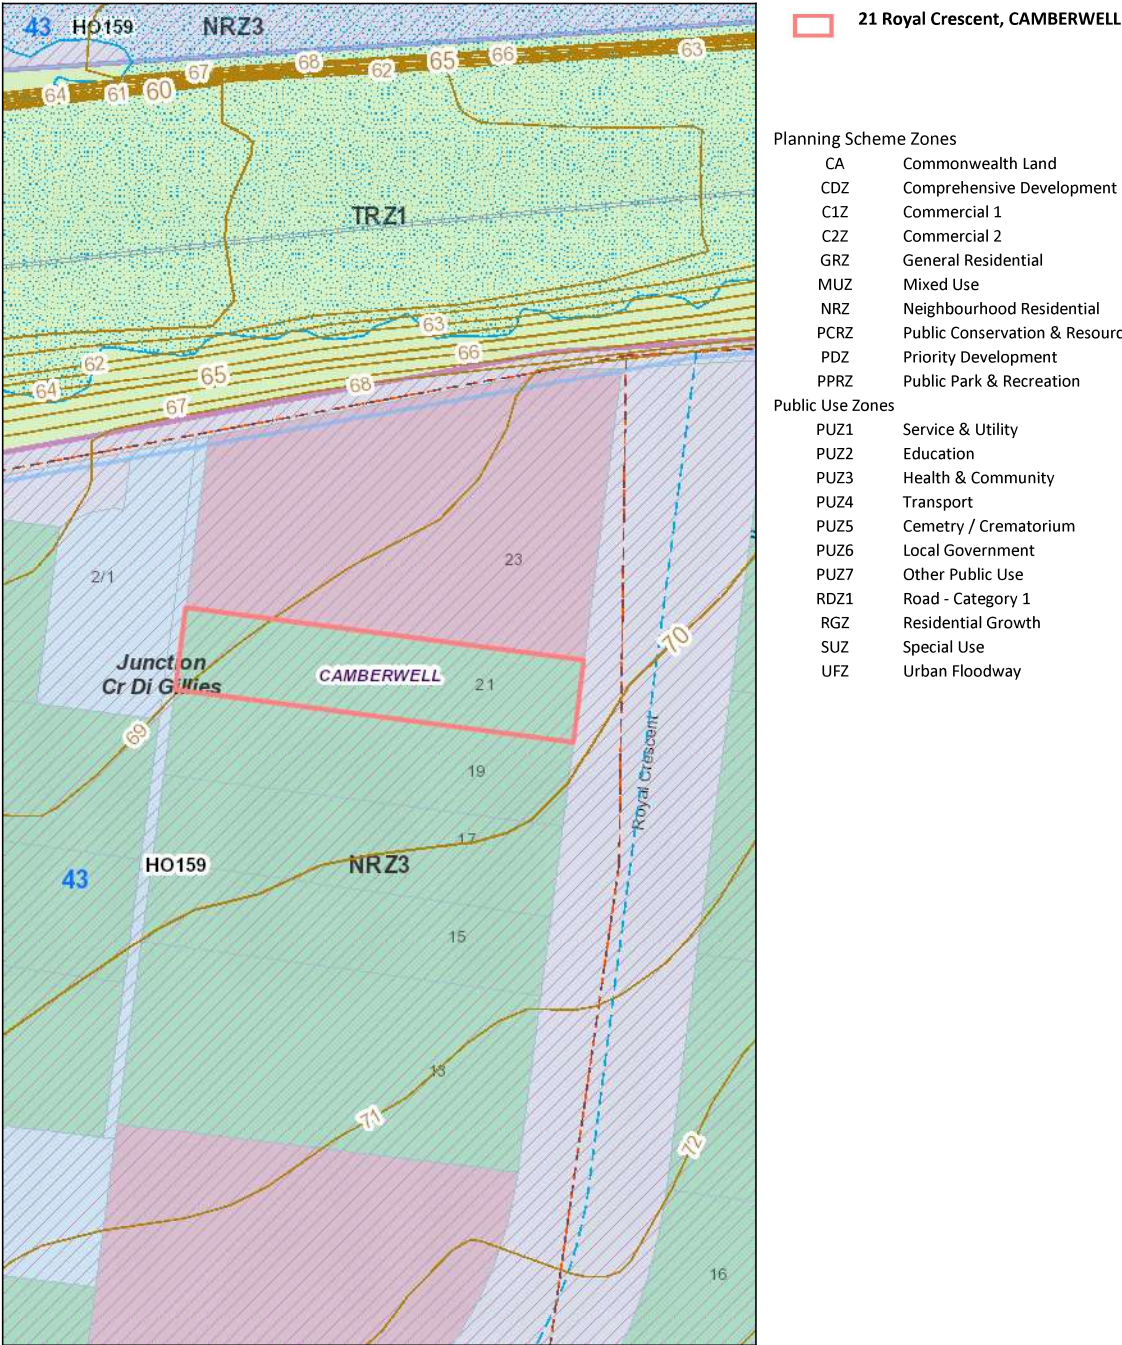 43 HO159 NRZ3
64 61 60 67 68 62 65 66 63
TRZ1
63
62 66
64 65 68
67
23
2/1
70
Junction
Cr Di Gillies
CAMBERWELL
21
69
Royal Crescent
19
17
43 HO159 NRZ3
15
13
71
72
16
21 Royal Crescent, CAMBERWELL
Planning Scheme Zones
CA Commonwealth Land
CDZ Comprehensive Development
C1Z Commercial 1
C2Z Commercial 2
GRZ General Residential
MUZ Mixed Use
NRZ Neighbourhood Residential
PCRZ Public Conservation & Resourc
PDZ Priority Development
PPRZ Public Park & Recreation
Public Use Zones
PUZ1 Service & Utility
PUZ2 Education
PUZ3 Health & Community
PUZ4 Transport
PUZ5 Cemetry / Crematorium
PUZ6 Local Government
PUZ7 Other Public Use
RDZ1 Road - Category 1
RGZ Residential Growth
SUZ Special Use
UFZ Urban Floodway